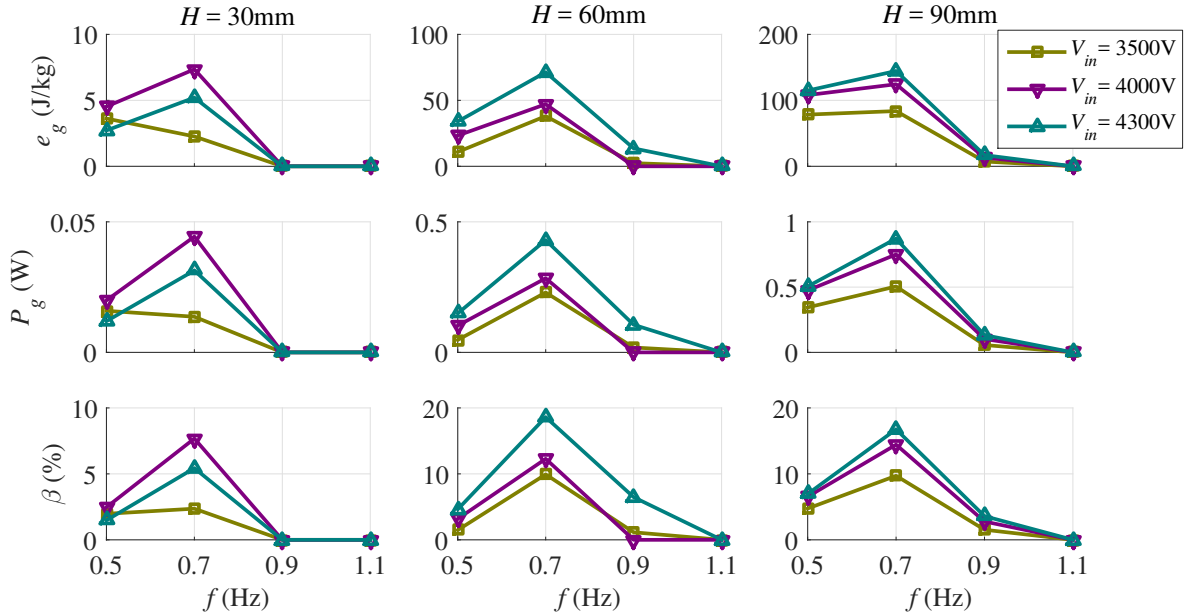 H = 30mm
H = 60mm
H = 90mm
e_g (J/kg)
10
5
0
100
50
0
200
100
0
V_in = 3500V
V_in = 4000V
V_in = 4300V
P_g (W)
0.05
0
0.5
0
1
0.5
0
β (%)
10
5
0
20
10
0
20
10
0
0.5 0.7 0.9 1.1
0.5 0.7 0.9 1.1
0.5 0.7 0.9 1.1
f (Hz)
f (Hz)
f (Hz)